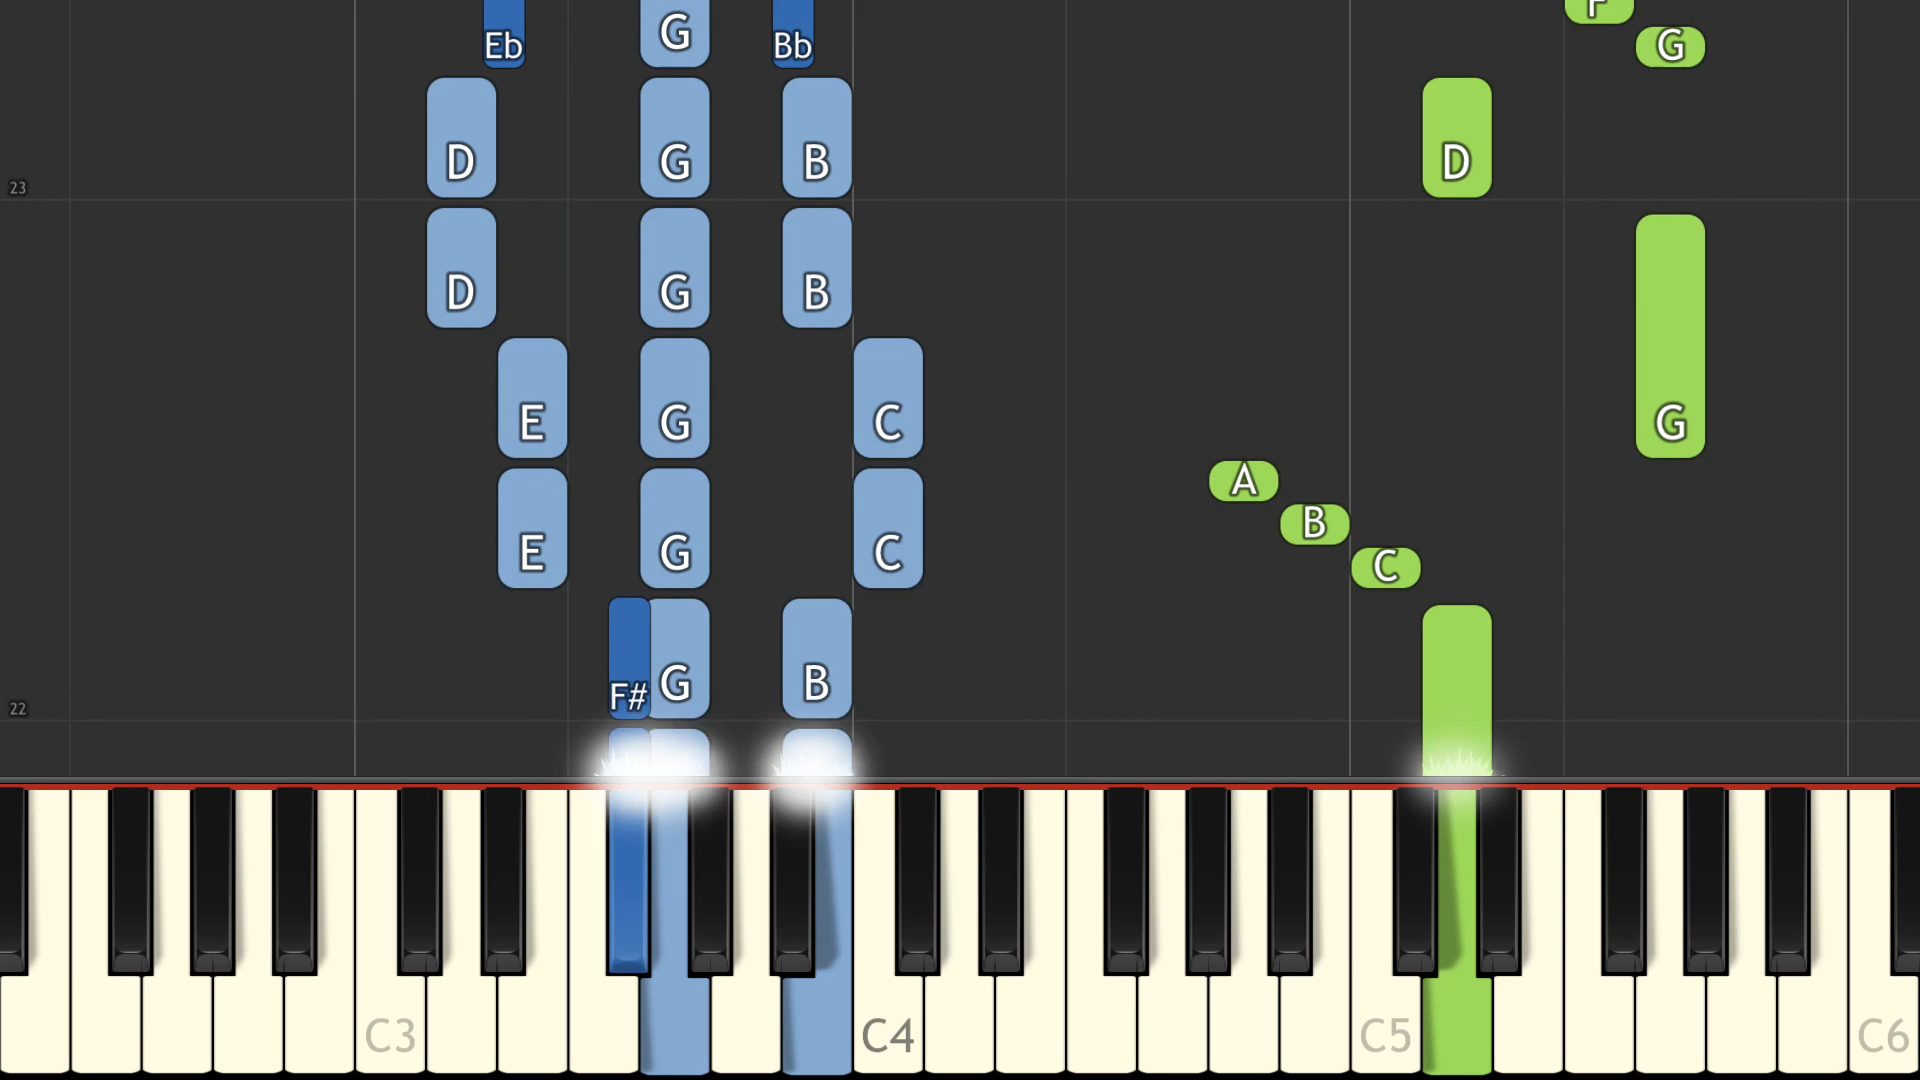 F
Eb G Bb G
D G B D
23
D G B
E G C G
A
B
E G C
C
F# G B
22
C3 C4 C5 C6